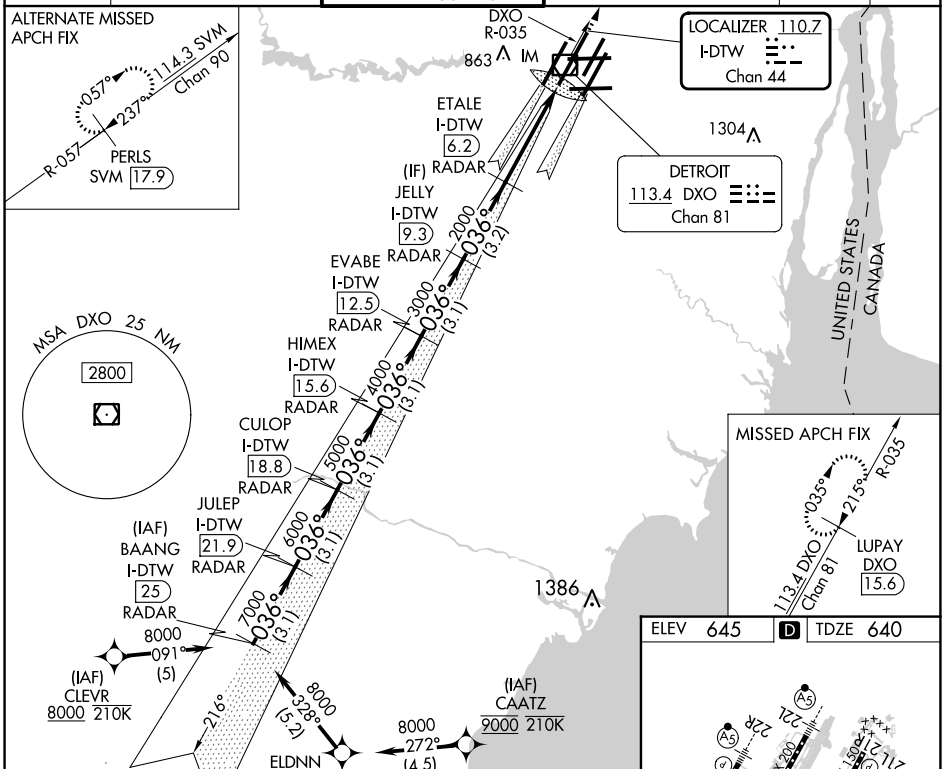 ALTERNATE MISSED
APCH FIX
057°
237°
114.3 SVM
Chan 90
R-057
PERLS
SVM 17.9
DXO
R-035
863
IM
LOCALIZER 110.7
I-DTW
Chan 44
1304
DETROIT
113.4 DXO
Chan 81
ETALE
I-DTW
6.2
RADAR
(IF)
JELLY
I-DTW
9.3
RADAR
2000
036°
(3.2)
EVABE
I-DTW
12.5
RADAR
3000
036°
(3.1)
HIMEX
I-DTW
15.6
RADAR
4000
036°
(3.1)
CULOP
I-DTW
18.8
RADAR
5000
036°
(3.1)
JULEP
I-DTW
21.9
RADAR
6000
036°
(3.1)
(IAF)
BAANG
I-DTW
25
RADAR
7000
036°
(3.1)
MSA DXO 25 NM
2800
UNITED STATES
CANADA
MISSED APCH FIX
R-035
035°
215°
113.4 DXO
Chan 81
LUPAY
DXO
15.6
1386
8000
091°
(5)
(IAF)
CLEVR
8000 210K
216°
8000
328°
(5.2)
ELDNN
8000
272°
(4.5)
(IAF)
CAATZ
9000 210K
ELEV 645
D
TDZE 640
A5
22R
A5
22L
X 200
150
21L